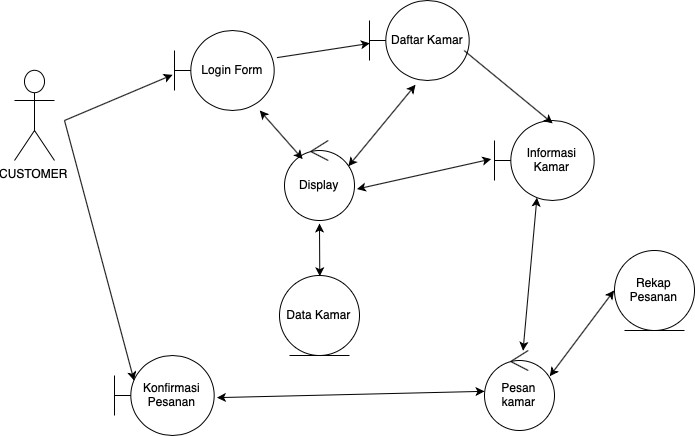 Daftar Kamar
Login Form
CUSTOMER
Informasi
Kamar
Display
Data Kamar
Rekap
Pesanan
Konfirmasi
Pesanan
Pesan
kamar